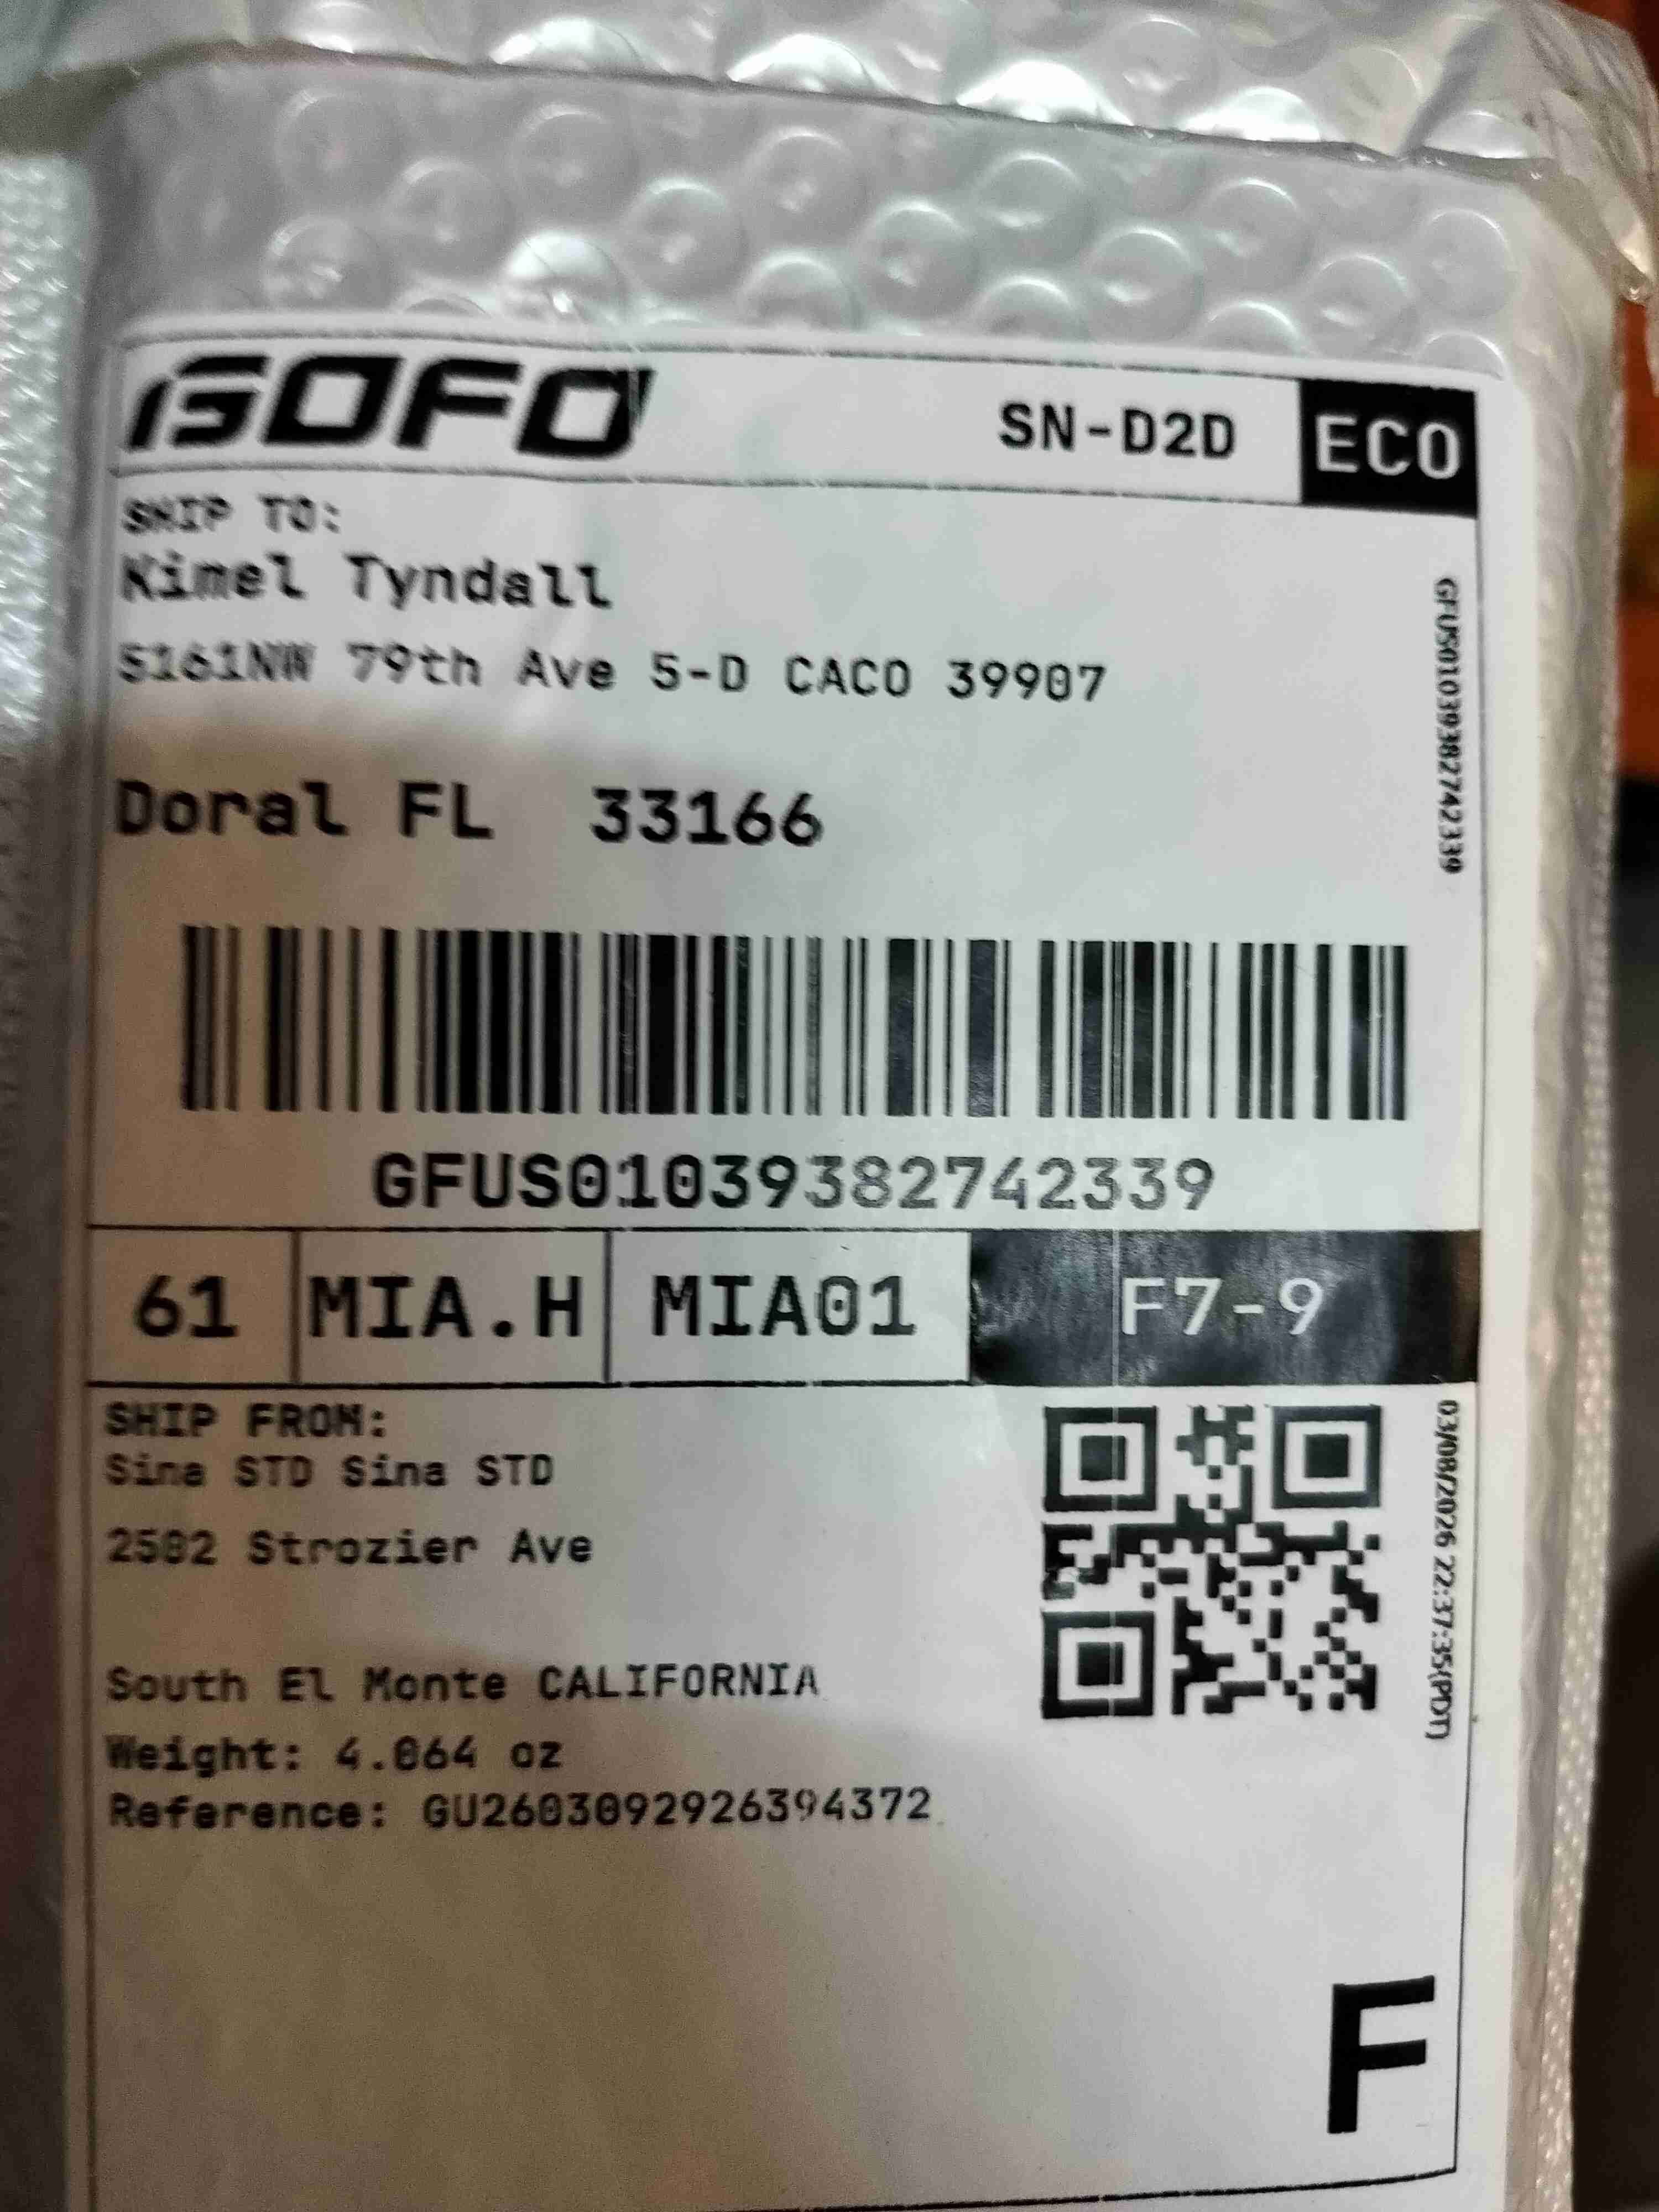 GOFO
SN-D2D
ECO
SHIP TO:
Kimel Tyndall
5161NW 79th Ave 5-D CACO 39907
Doral FL 33166
GFUS01039382742339
GFUS01039382742339
61
MIA.H
MIA01
F7-9
SHIP FROM:
Sina STD Sina STD
2502 Strozier Ave
South El Monte CALIFORNIA
Weight: 4.064 oz
Reference: GU2603092926394372
03/08/2026 22:37:35(PDT)
F